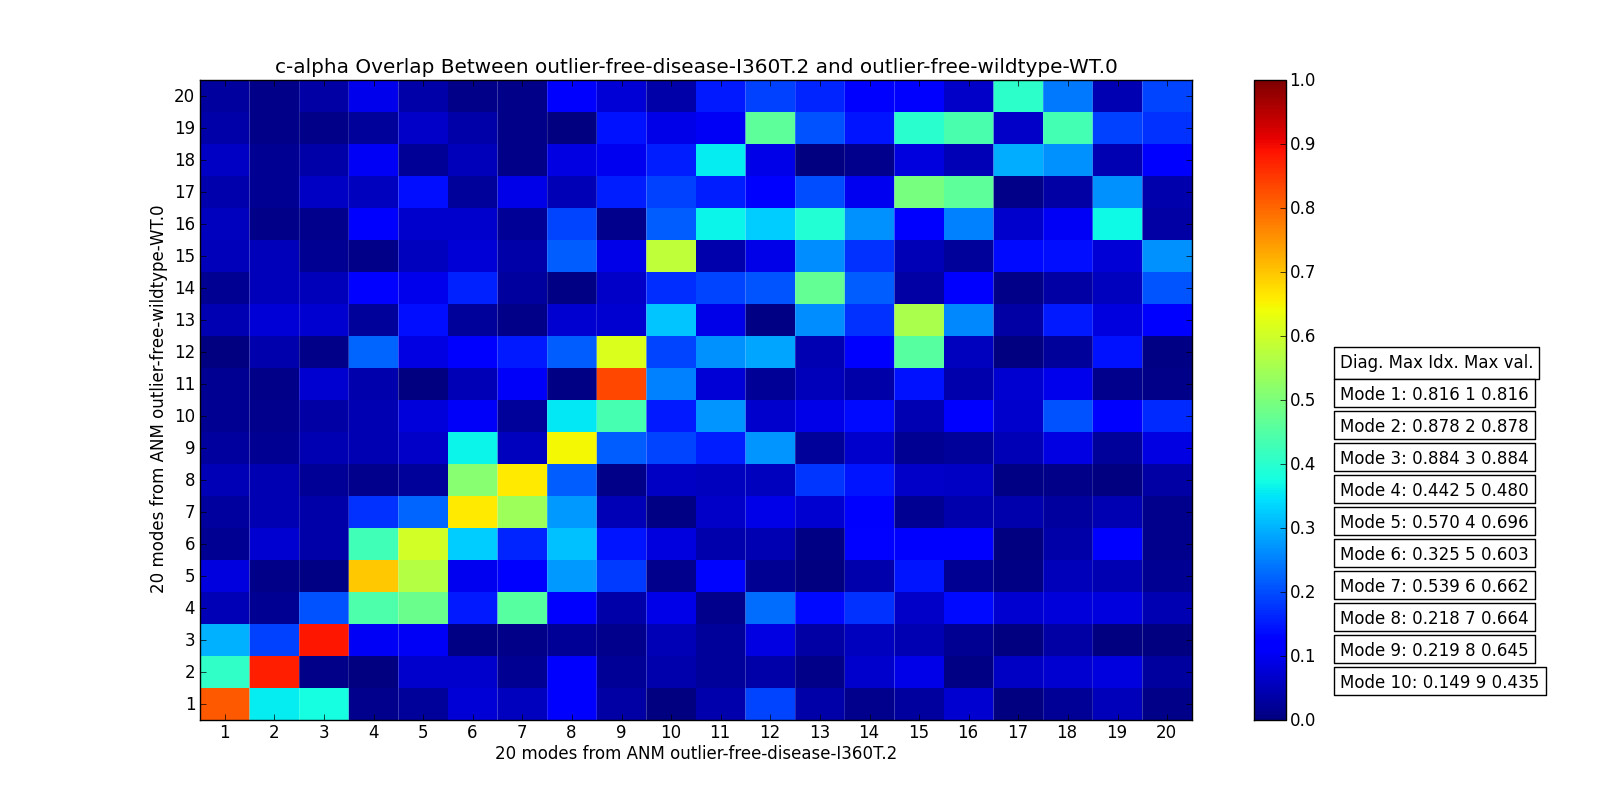 c-alpha Overlap Between outlier-free-disease-I360T.2 and outlier-free-wildtype-WT.0
20 modes from ANM outlier-free-wildtype-WT.0
20
19
18
17
16
15
14
13
12
11
10
9
8
7
6
5
4
3
2
1
1 2 3 4 5 6 7 8 9 10 11 12 13 14 15 16 17 18 19 20
20 modes from ANM outlier-free-disease-I360T.2
1.0
0.9
0.8
0.7
0.6
0.5
0.4
0.3
0.2
0.1
0.0
Diag. Max Idx. Max val.
Mode 1: 0.816 1 0.816
Mode 2: 0.878 2 0.878
Mode 3: 0.884 3 0.884
Mode 4: 0.442 5 0.480
Mode 5: 0.570 4 0.696
Mode 6: 0.325 5 0.603
Mode 7: 0.539 6 0.662
Mode 8: 0.218 7 0.664
Mode 9: 0.219 8 0.645
Mode 10: 0.149 9 0.435